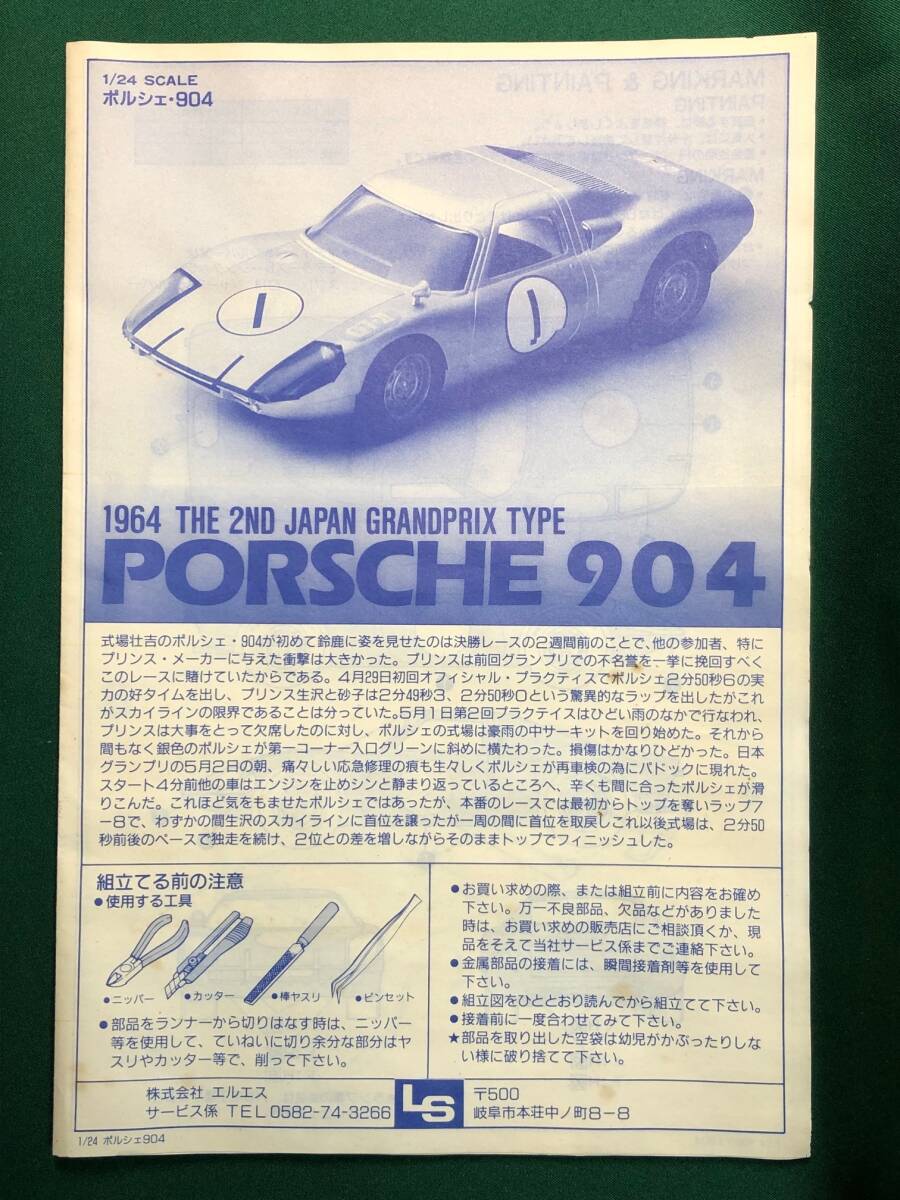 1/24 SCALE
ポルシェ・904
1
1
1964 THE 2ND JAPAN GRANDPRIX TYPE
PORSCHE 904
式場壮吉のポルシェ・904が初めて鈴鹿に姿を見せたのは決勝レースの2週間前のことで、他の参加者、特に
プリンス・メーカーに与えた衝撃は大きかった。プリンスは前回グランプリでの不名誉を一挙に挽回すべく
このレースに賭けていたからである。4月29日初回オフィシャル・プラクティスでポルシェ2分50秒6の実
力の好タイムを出し、プリンス生沢と砂子は2分49秒3、2分50秒0という驚異的なラップを出したがこれ
がスカイラインの限界であることは分っていた。5月1日第2回プラクテイスはひどい雨のなかで行なわれ、
プリンスは大事をとって欠席したのに対し、ポルシェの式場は豪雨の中サーキットを回り始めた。それから
間もなく銀色のポルシェが第一コーナー入口グリーンに斜めに横たわった。損傷はかなりひどかった。日本
グランプリの5月2日の朝、痛々しい応急修理の痕も生々しくポルシェが再車検の為にパドックに現れた。
スタート4分前他の車はエンジンを止めシンと静まり返っているところへ、辛くも間に合ったポルシェが滑
りこんだ。これほど気をもませたポルシェではあったが、本番のレースでは最初からトップを奪いラップ7
−8で、わずかの間生沢のスカイラインに首位を譲ったが一周の間に首位を取戻しこれ以後式場は、2分50
秒前後のペースで独走を続け、2位との差を増しながらそのままトップでフィニッシュした。
組立てる前の注意
●使用する工具
●ニッパー ●カッター ●棒ヤスリ ●ピンセット
●部品をランナーから切りはなす時は、ニッパー
等を使用して、ていねいに切り余分な部分はヤ
スリやカッター等で、削って下さい。
●お買い求めの際、または組立前に内容をお確め
下さい。万一不良部品、欠品などがありました
時は、お買い求めの販売店にご相談頂くか、現
品をそえて当社サービス係までご連絡下さい。
●金属部品の接着には、瞬間接着剤等を使用して
下さい。
●組立図をひととおり読んでから組立てて下さい。
●接着前に一度合わせてみて下さい。
★部品を取り出した空袋は幼児がかぶったりしな
い様に破り捨てて下さい。
株式会社 エルエス
サービス係 TEL 0582-74-3266
LS
〒500
岐阜市本荘中ノ町8−8
1/24 ポルシェ904